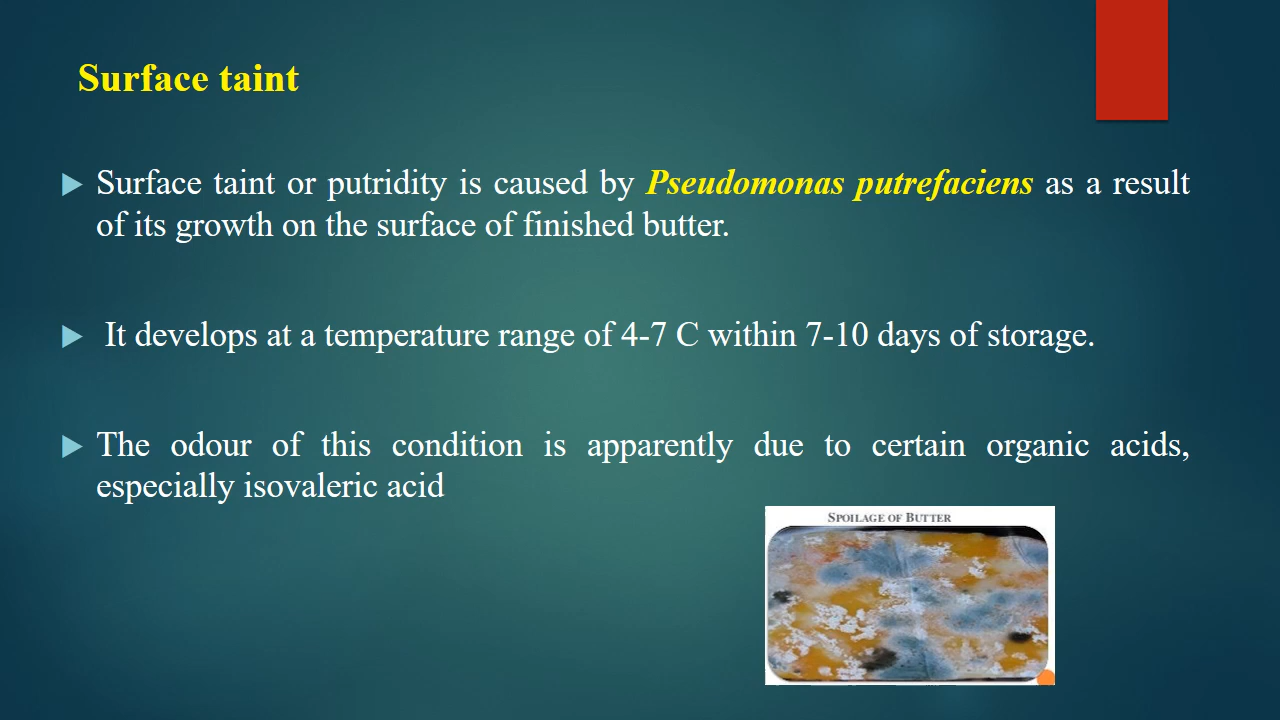 Surface taint
Surface taint or putridity is caused by Pseudomonas putrefaciens as a result
of its growth on the surface of finished butter.
It develops at a temperature range of 4-7 C within 7-10 days of storage.
The odour of this condition is apparently due to certain organic acids,
especially isovaleric acid
SPOILAGE OF BUTTER